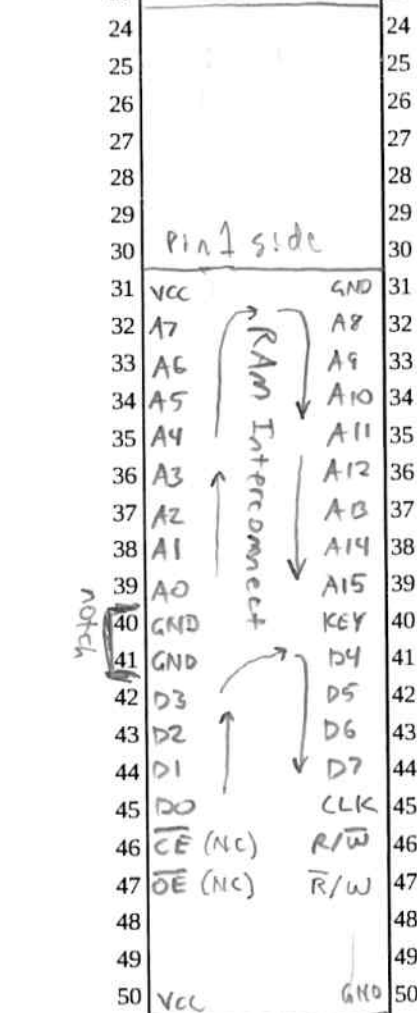 24 24
25 25
26 26
27 27
28 28
29 29
30 Pin 1 side 30
31 VCC GND 31
32 A7 A8 32
33 A6 A9 33
34 A5 A10 34
35 A4 A11 35
36 A3 A12 36
37 A2 A13 37
38 A1 A14 38
39 A0 A15 39
40 GND KEY 40
41 GND D4 41
42 D3 D5 42
43 D2 D6 43
44 D1 D7 44
45 D0 CLK 45
46 C̅E̅ (NC) R/W̅ 46
47 O̅E̅ (NC) R̅/W 47
48 48
49 49
50 VCC GND 50
RAM Interconnect
notch